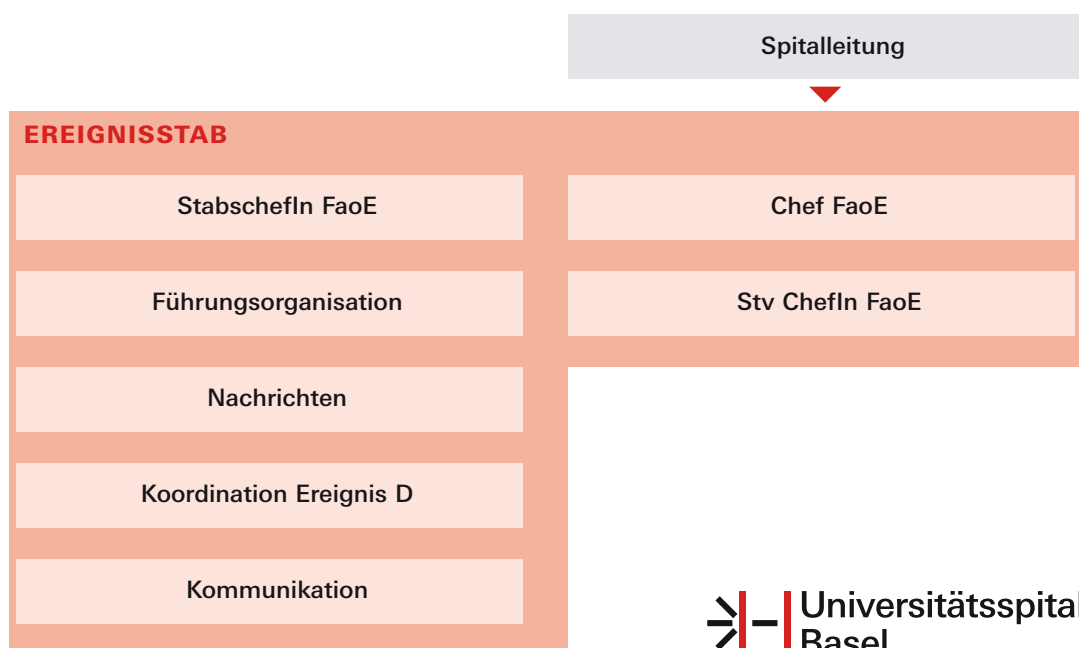 Spitalleitung
EREIGNISSTAB
StabschefIn FaoE
Chef FaoE
Führungsorganisation
Stv ChefIn FaoE
Nachrichten
Koordination Ereignis D
Kommunikation
Universitätsspital
Basel